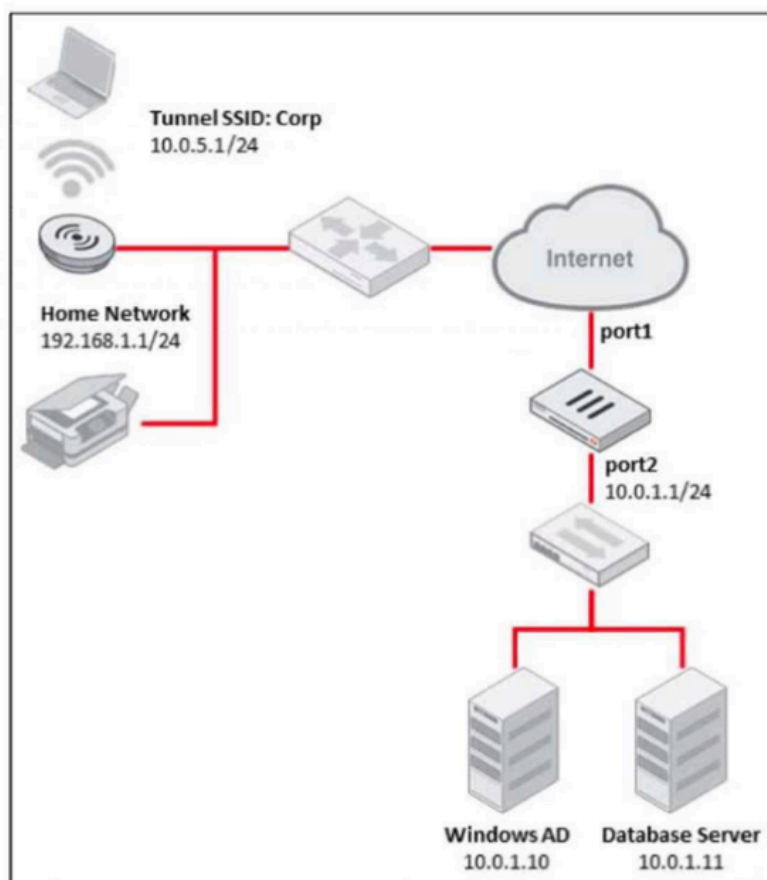 Tunnel SSID: Corp
10.0.5.1/24
Internet
Home Network
192.168.1.1/24
port1
port2
10.0.1.1/24
Windows AD
10.0.1.10
Database Server
10.0.1.11